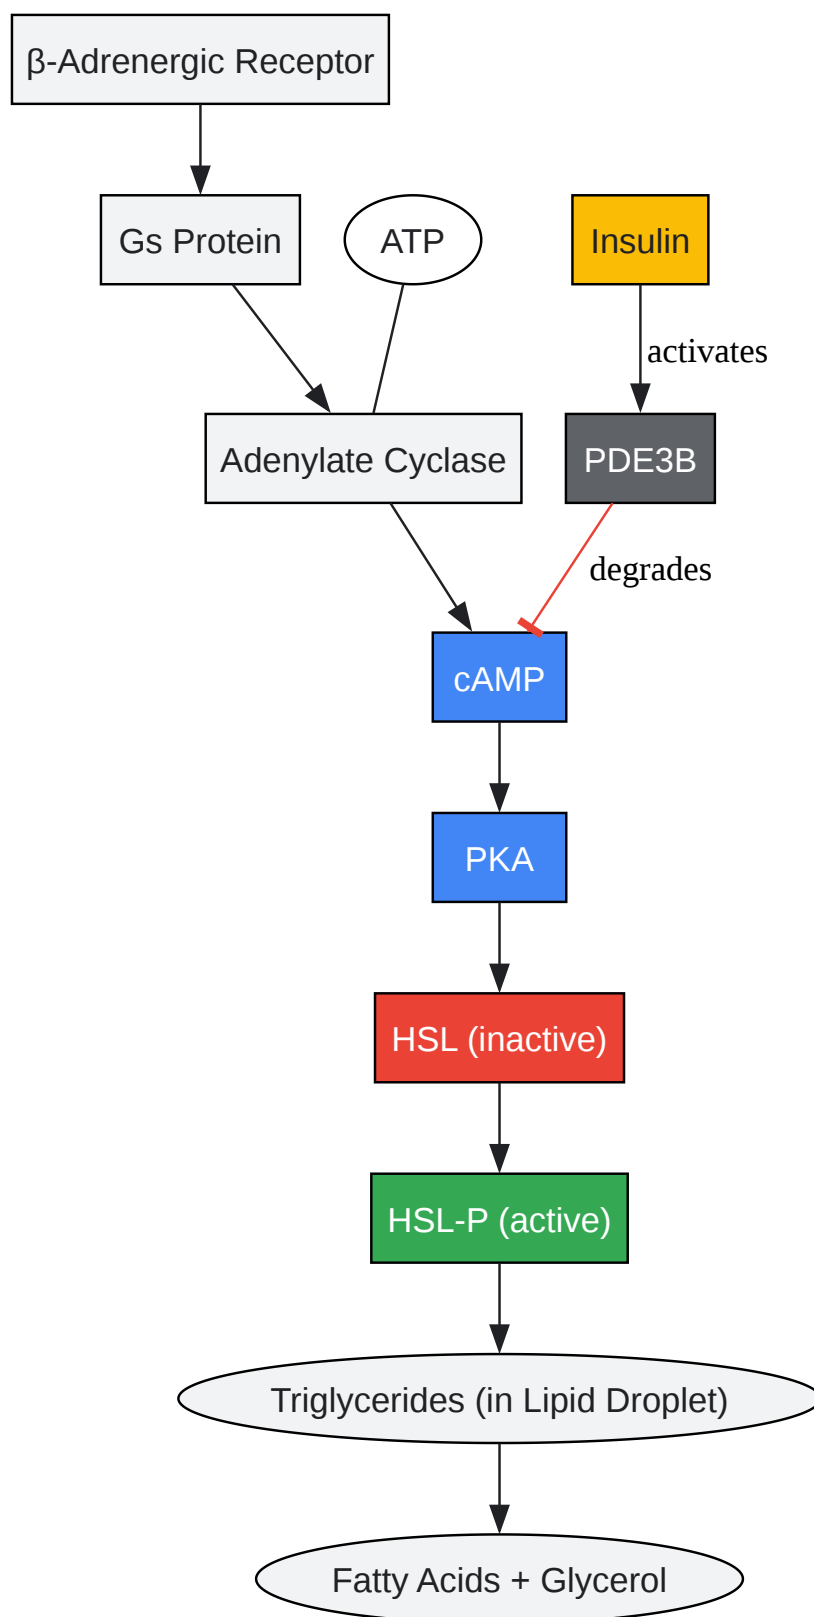 β-Adrenergic Receptor
Gs Protein
ATP
Insulin
activates
Adenylate Cyclase
PDE3B
degrades
cAMP
PKA
HSL (inactive)
HSL-P (active)
Triglycerides (in Lipid Droplet)
Fatty Acids + Glycerol